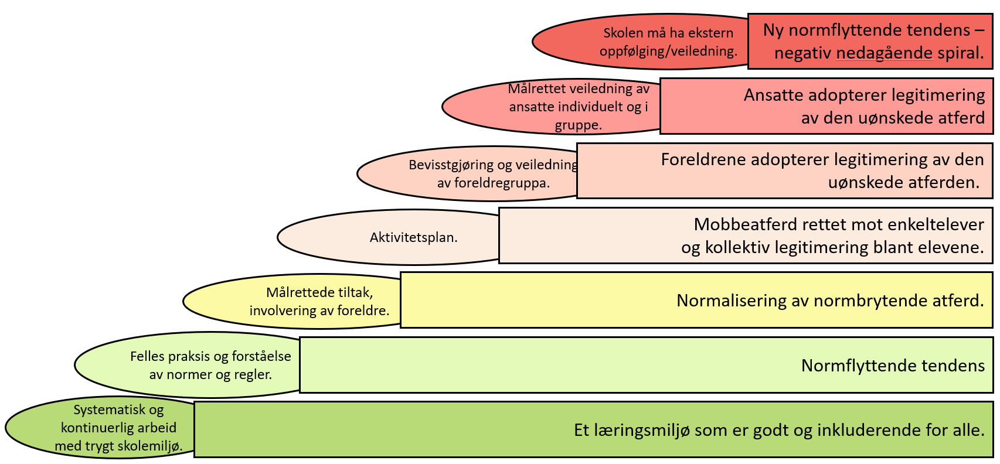 Skolen må ha ekstern
oppfølging/veiledning.
Ny normflyttende tendens –
negativ nedagående spiral.
Målrettet veiledning av
ansatte individuelt og i
gruppe.
Ansatte adopterer legitimering
av den uønskede atferd
Bevisstgjøring og veiledning
av foreldregruppa.
Foreldrene adopterer legitimering av den
uønskede atferden.
Aktivitetsplan.
Mobbeatferd rettet mot enkeltelever
og kollektiv legitimering blant elevene.
Målrettede tiltak,
involvering av foreldre.
Normalisering av normbrytende atferd.
Felles praksis og forståelse
av normer og regler.
Normflyttende tendens
Systematisk og
kontinuerlig arbeid
med trygt skolemiljø.
Et læringsmiljø som er godt og inkluderende for alle.